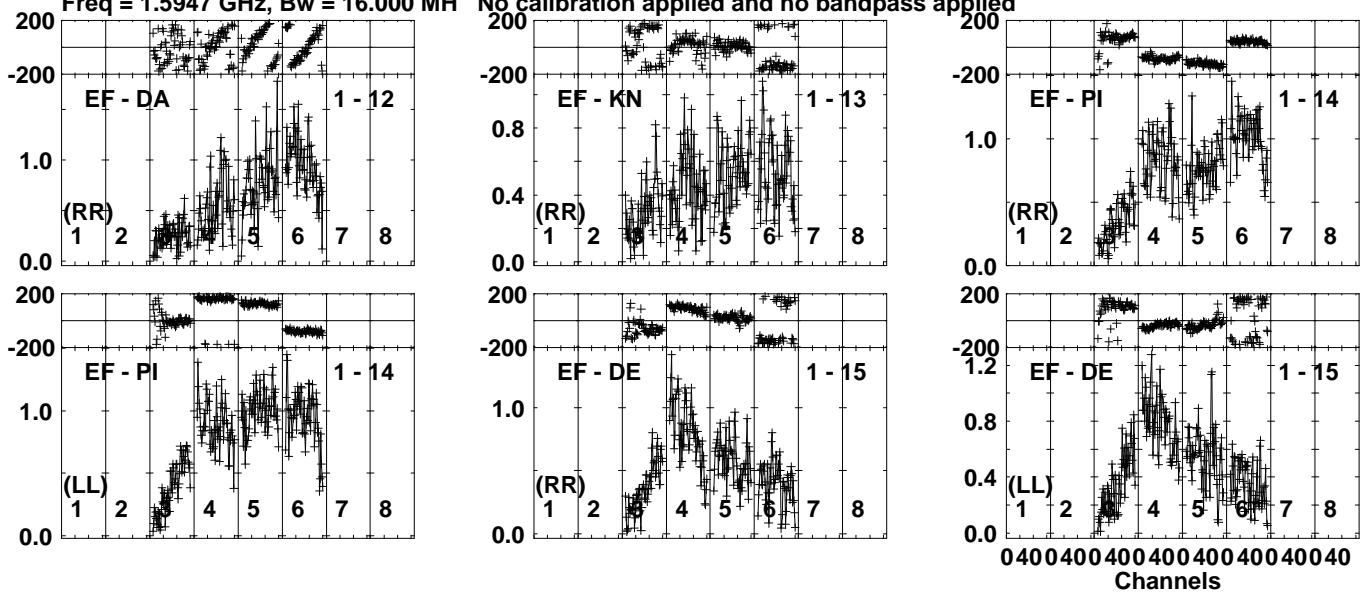 Freq = 1.5947 GHz, Bw = 16.000 MH No calibration applied and no bandpass applied
200
-200
EF - DA 1 - 12
1.0
0.0
(RR)
1 2 3 4 5 6 7 8
200
-200
EF - KN 1 - 13
0.8
0.4
0.0
(RR)
1 2 3 4 5 6 7 8
200
-200
EF - PI 1 - 14
1.0
0.0
(RR)
1 2 3 4 5 6 7 8
200
-200
EF - PI 1 - 14
1.0
0.0
(LL)
1 2 3 4 5 6 7 8
200
-200
EF - DE 1 - 15
1.0
0.0
(RR)
1 2 3 4 5 6 7 8
200
-200
EF - DE 1 - 15
1.2
0.8
0.4
0.0
(LL)
1 2 3 4 5 6 7 8
0 40 0 40 0 40 0 40 0 40 0 40 0 40 0 40
Channels